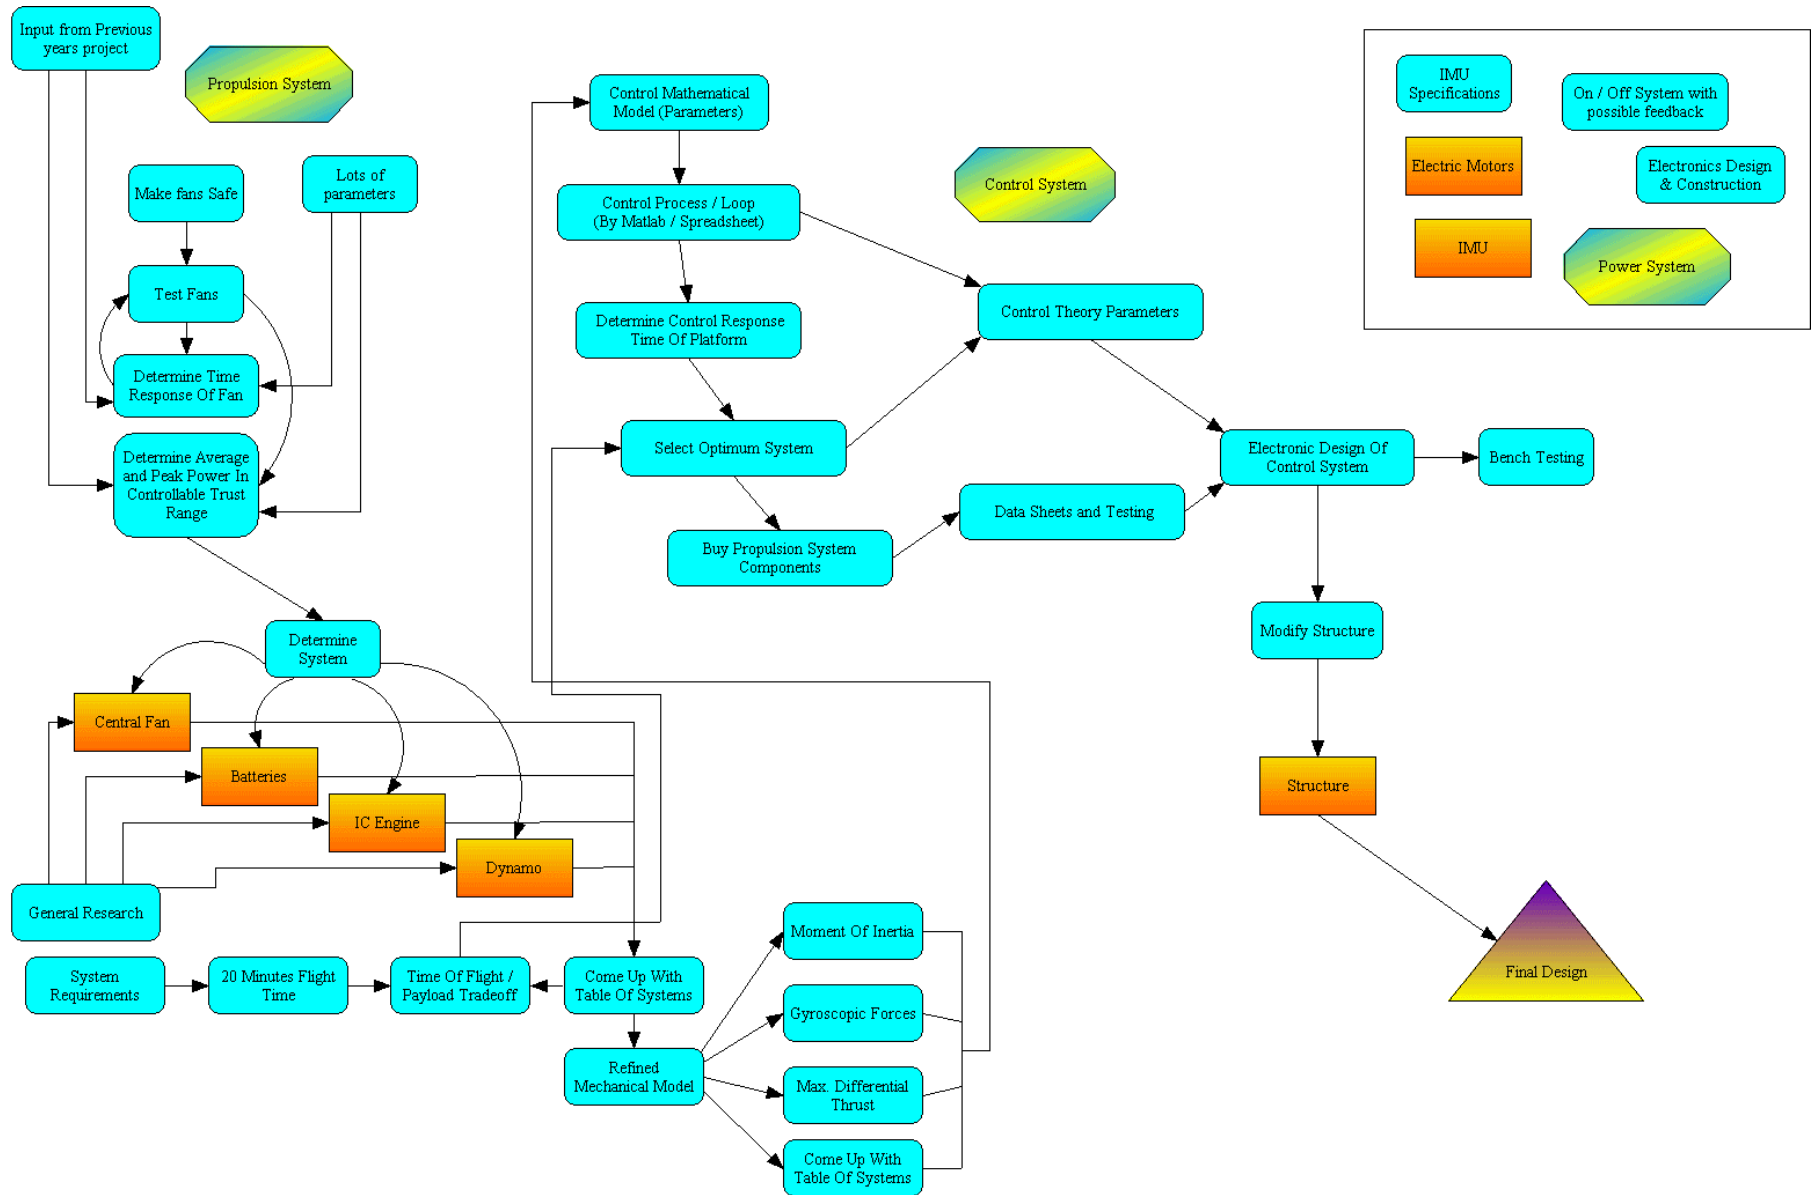 Input from Previous
years project
Propulsion System
Make fans Safe
Lots of
parameters
Test Fans
Determine Time
Response Of Fan
Determine Average
and Peak Power In
Controllable Trust
Range
Determine
System
Central Fan
Batteries
IC Engine
Dynamo
General Research
System
Requirements
20 Minutes Flight
Time
Time Of Flight /
Payload Tradeoff
Come Up With
Table Of Systems
Refined
Mechanical Model
Moment Of Inertia
Gyroscopic Forces
Max. Differential
Thrust
Come Up With
Table Of Systems
Control Mathematical
Model (Parameters)
Control Process / Loop
(By Matlab / Spreadsheet)
Control System
Determine Control Response
Time Of Platform
Control Theory Parameters
Select Optimum System
Buy Propulsion System
Components
Data Sheets and Testing
Electronic Design Of
Control System
Bench Testing
Modify Structure
Structure
Final Design
IMU
Specifications
On / Off System with
possible feedback
Electric Motors
Electronics Design
& Construction
IMU
Power System